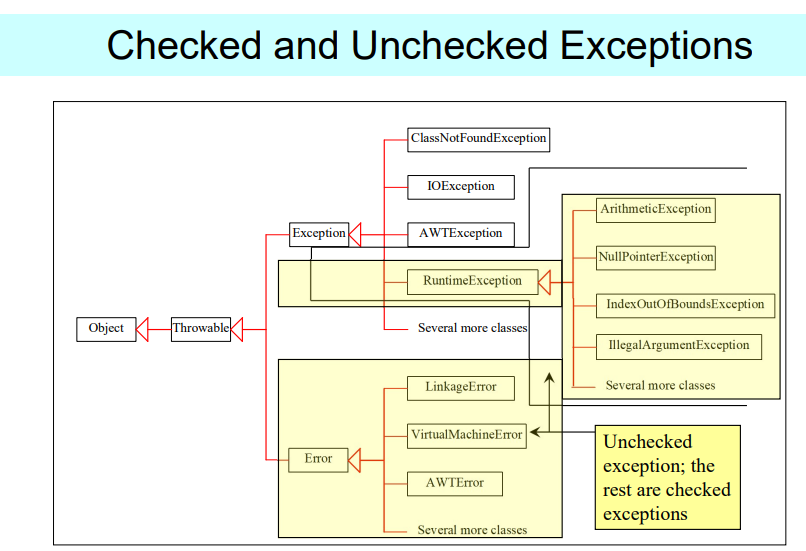 Checked and Unchecked Exceptions
ClassNotFoundException
IOException
AWTException
Exception
RuntimeException
Several more classes
ArithmeticException
NullPointerException
IndexOutOfBoundsException
IllegalArgumentException
Several more classes
Object
Throwable
LinkageError
VirtualMachineError
Error
AWTError
Several more classes
Unchecked
exception; the
rest are checked
exceptions